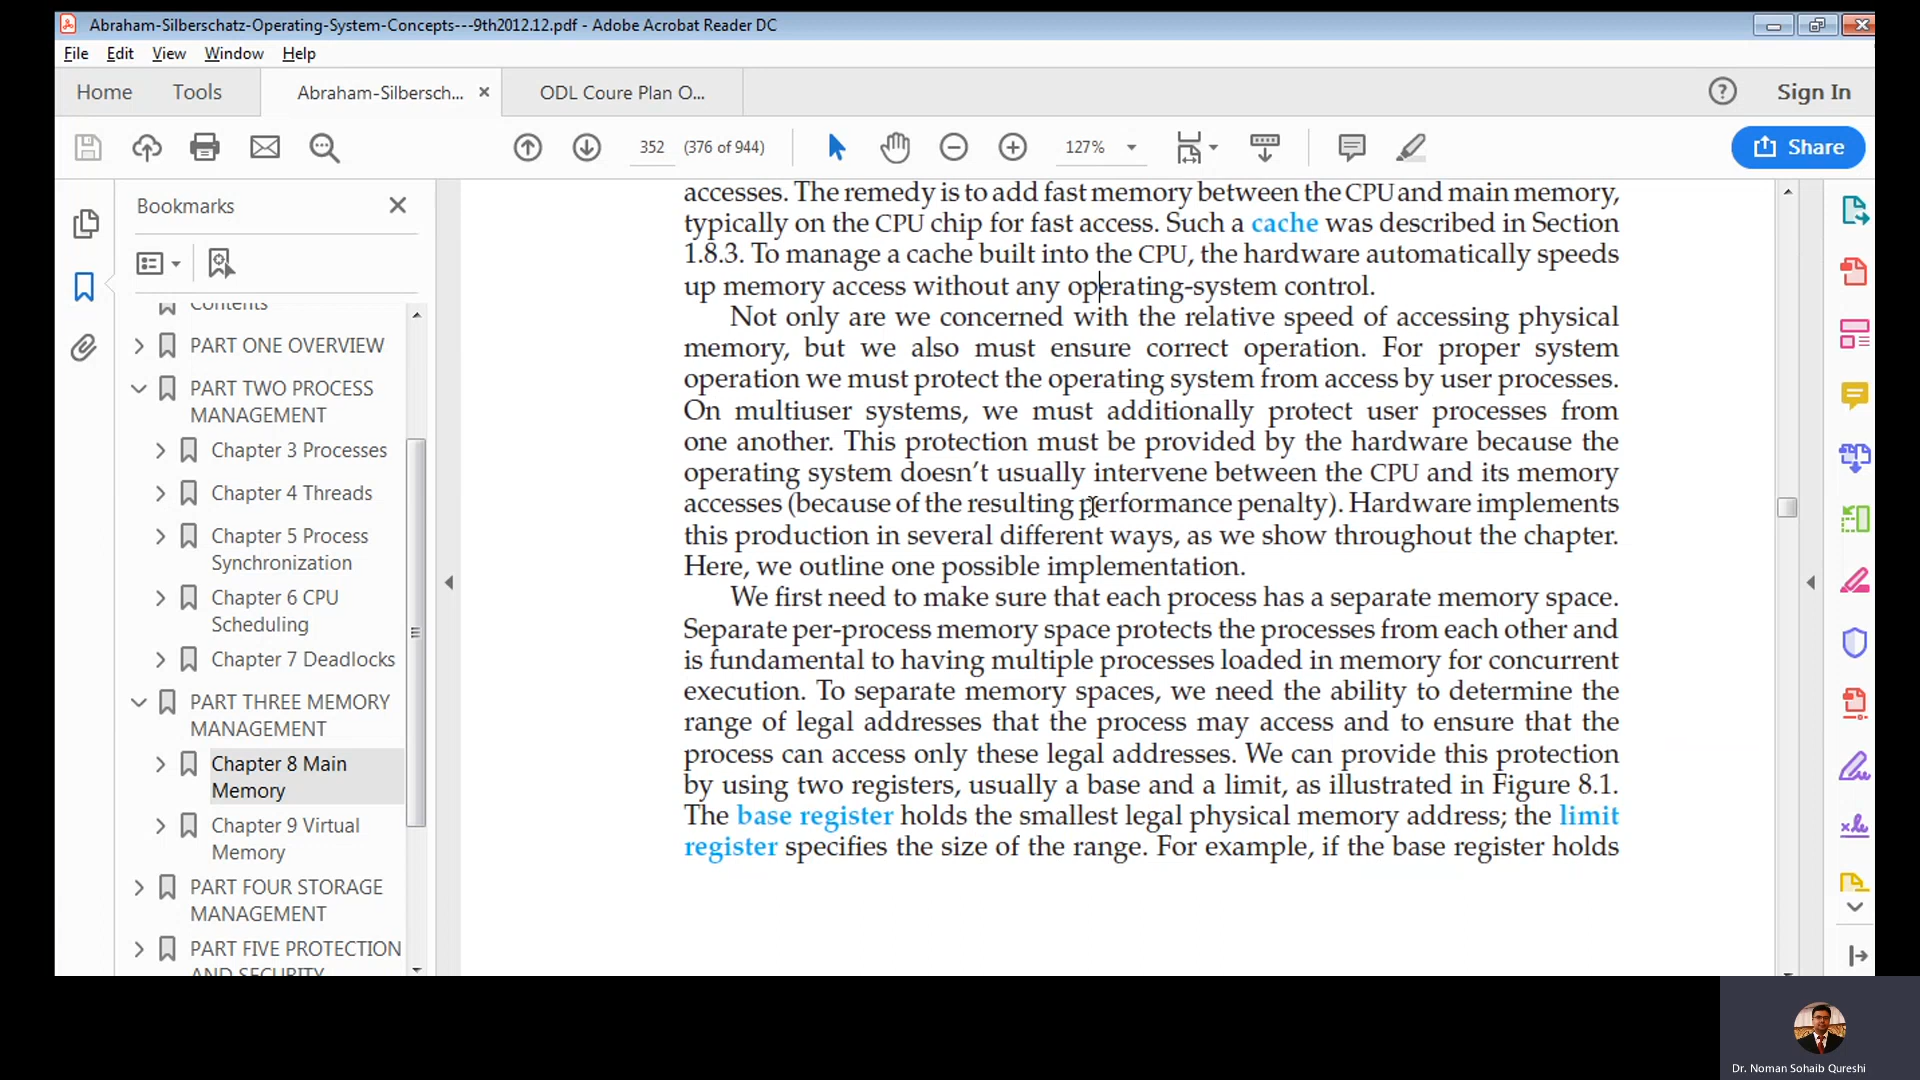 Abraham-Silberschatz-Operating-System-Concepts---9th2012.12.pdf - Adobe Acrobat Reader DC
File Edit View Window Help
Home Tools Abraham-Silbersch... ODL Coure Plan O... Sign In
352 (376 of 944) 127% Share
Bookmarks
Contents
PART ONE OVERVIEW
PART TWO PROCESS
MANAGEMENT
Chapter 3 Processes
Chapter 4 Threads
Chapter 5 Process
Synchronization
Chapter 6 CPU
Scheduling
Chapter 7 Deadlocks
PART THREE MEMORY
MANAGEMENT
Chapter 8 Main
Memory
Chapter 9 Virtual
Memory
PART FOUR STORAGE
MANAGEMENT
PART FIVE PROTECTION
AND SECURITY
accesses. The remedy is to add fast memory between the CPU and main memory,
typically on the CPU chip for fast access. Such a cache was described in Section
1.8.3. To manage a cache built into the CPU, the hardware automatically speeds
up memory access without any operating-system control.
Not only are we concerned with the relative speed of accessing physical
memory, but we also must ensure correct operation. For proper system
operation we must protect the operating system from access by user processes.
On multiuser systems, we must additionally protect user processes from
one another. This protection must be provided by the hardware because the
operating system doesn't usually intervene between the CPU and its memory
accesses (because of the resulting performance penalty). Hardware implements
this production in several different ways, as we show throughout the chapter.
Here, we outline one possible implementation.
We first need to make sure that each process has a separate memory space.
Separate per-process memory space protects the processes from each other and
is fundamental to having multiple processes loaded in memory for concurrent
execution. To separate memory spaces, we need the ability to determine the
range of legal addresses that the process may access and to ensure that the
process can access only these legal addresses. We can provide this protection
by using two registers, usually a base and a limit, as illustrated in Figure 8.1.
The base register holds the smallest legal physical memory address; the limit
register specifies the size of the range. For example, if the base register holds
Dr. Noman Sohaib Qureshi